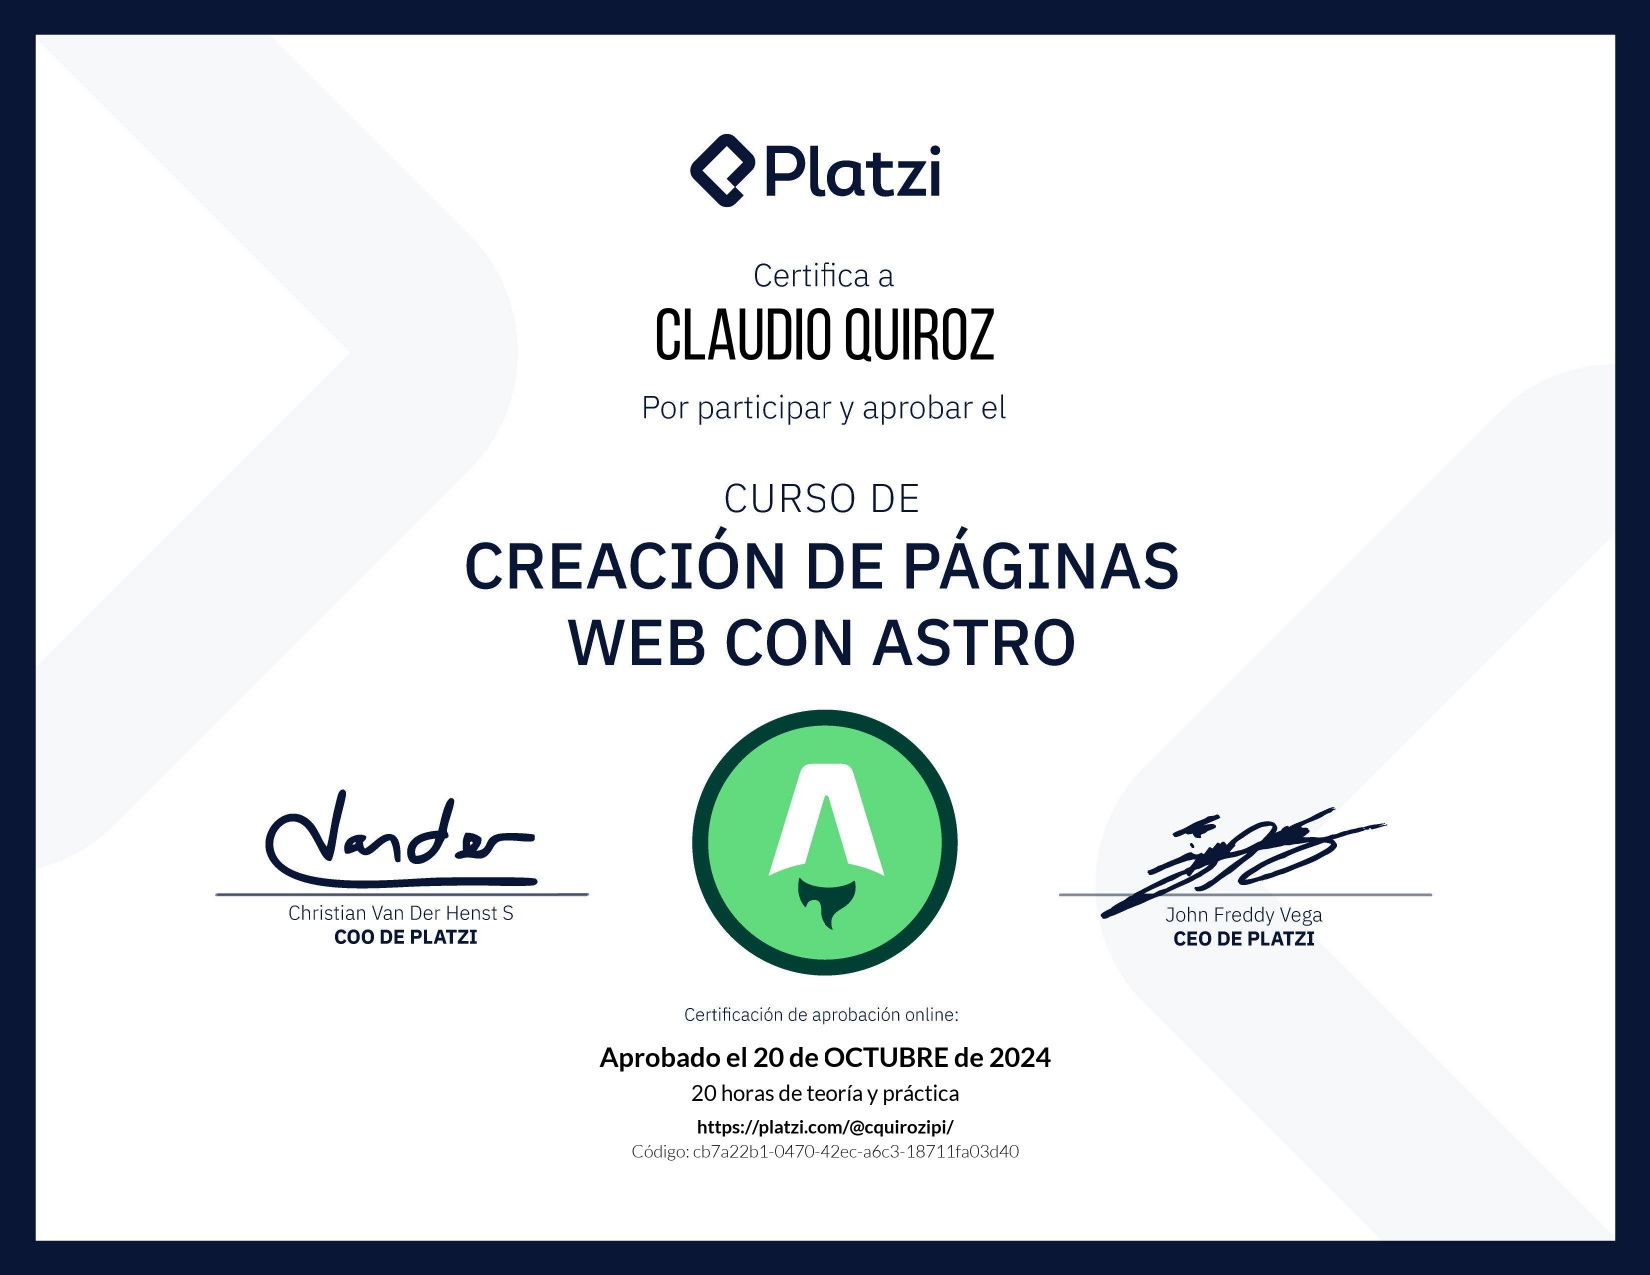 Platzi
Certifica a
CLAUDIO QUIROZ
Por participar y aprobar el
CURSO DE
CREACIÓN DE PÁGINAS
WEB CON ASTRO
Vander
Christian Van Der Henst S
COO DE PLATZI
John Freddy Vega
CEO DE PLATZI
Certificación de aprobación online:
Aprobado el 20 de OCTUBRE de 2024
20 horas de teoría y práctica
https://platzi.com/@cquirozipi/
Código: cb7a22b1-0470-42ec-a6c3-18711fa03d40